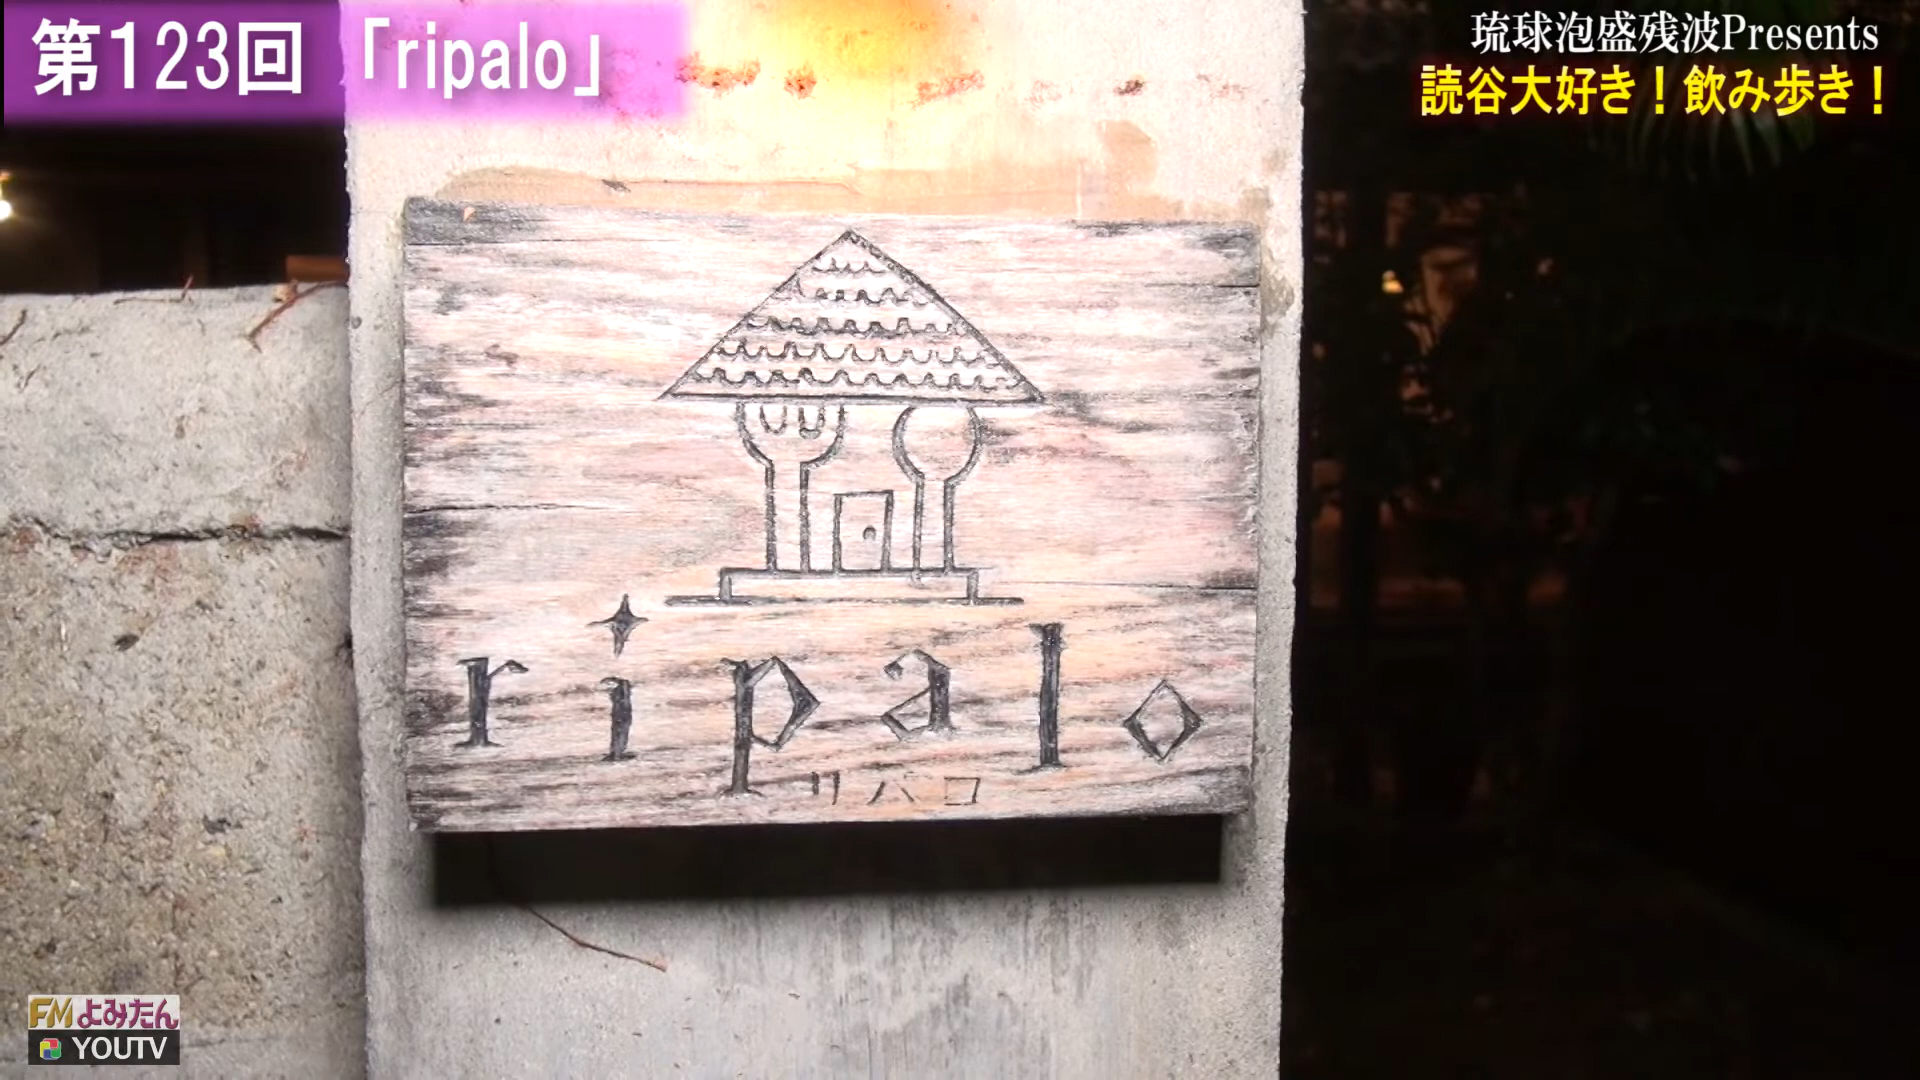 第123回 「ripalo」
琉球泡盛残波Presents
読谷大好き！飲み歩き！
ripalo
リパロ
FMよみたん
YOUTV